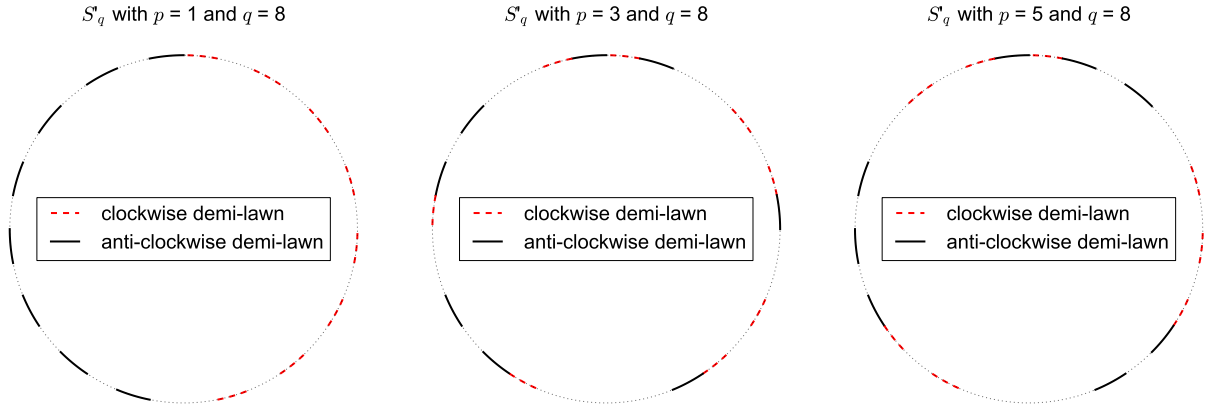 S'q with p = 1 and q = 8
clockwise demi-lawn
anti-clockwise demi-lawn
S'q with p = 3 and q = 8
clockwise demi-lawn
anti-clockwise demi-lawn
S'q with p = 5 and q = 8
clockwise demi-lawn
anti-clockwise demi-lawn